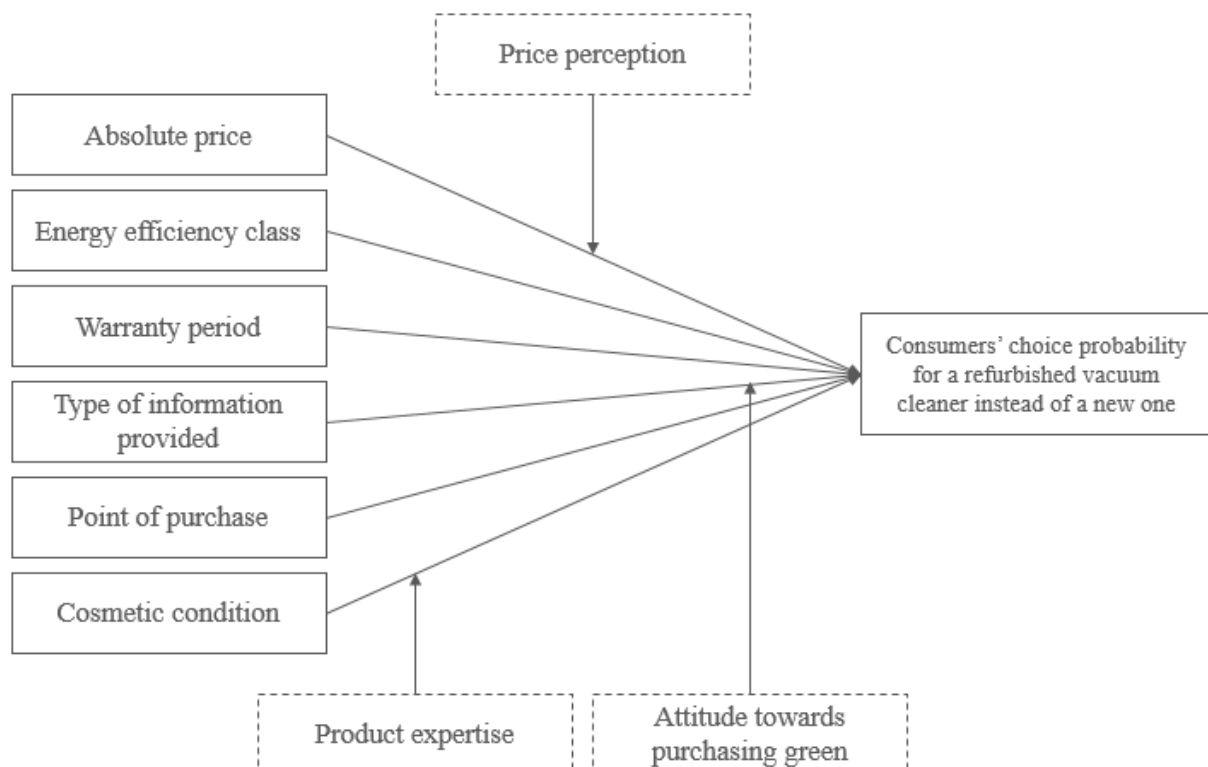 Price perception
Absolute price
Energy efficiency class
Warranty period
Type of information
provided
Point of purchase
Cosmetic condition
Consumers’ choice probability
for a refurbished vacuum
cleaner instead of a new one
Product expertise
Attitude towards
purchasing green